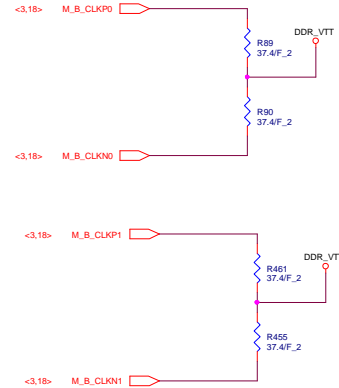 <3,18> M_B_CLKP0
DDR_VTT
R89
37.4/F_2
R90
37.4/F_2
<3,18> M_B_CLKN0
<3,18> M_B_CLKP1
DDR_VT
R461
37.4/F_2
R455
37.4/F_2
<3,18> M_B_CLKN1